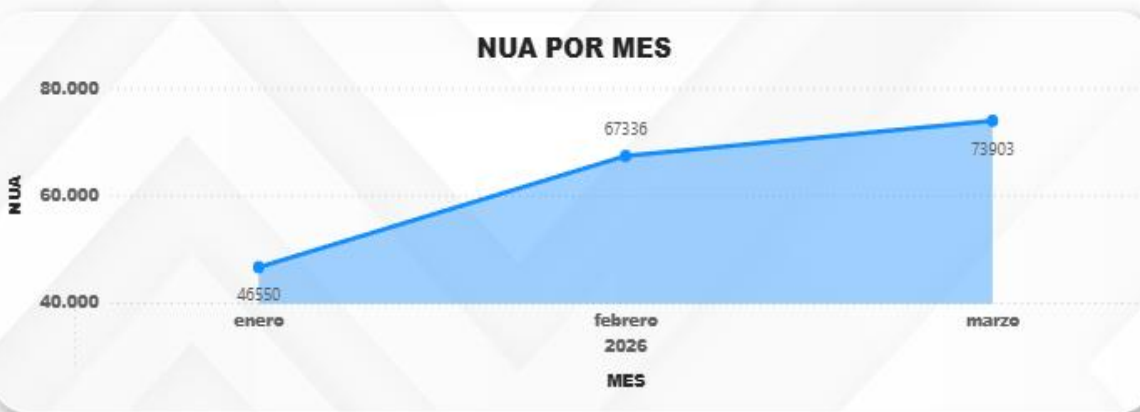 NUA POR MES
80.000
67336
73903
60.000
NUA
46550
40.000
enero febrero marzo
2026
MES